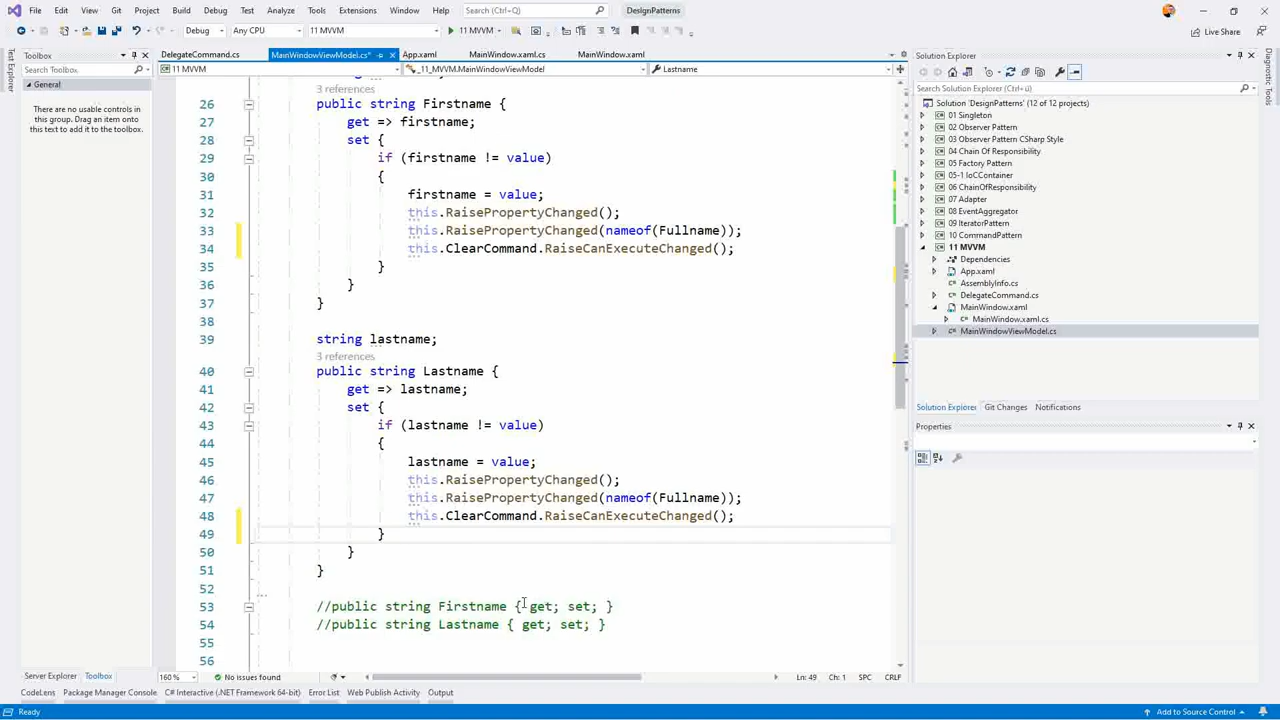 File Edit View Git Project Build Debug Test Analyze Tools Extensions Window Help Search (Ctrl+Q) DesignPatterns
Debug Any CPU 11 MVVM 11 MVVM Live Share
Test Explorer
Toolbox
Search Toolbox
General
There are no usable controls in
this group. Drag an item onto
this text to add it to the toolbox.
Server Explorer Toolbox
DelegateCommand.cs MainWindowViewModel.cs* App.xaml MainWindow.xaml.cs MainWindow.xaml
11 MVVM _11_MVVM.MainWindowViewModel Lastname
3 references
26 public string Firstname {
27 get => firstname;
28 set {
29 if (firstname != value)
30 {
31 firstname = value;
32 this.RaisePropertyChanged();
33 this.RaisePropertyChanged(nameof(Fullname));
34 this.ClearCommand.RaiseCanExecuteChanged();
35 }
36 }
37 }
38
39 string lastname;
3 references
40 public string Lastname {
41 get => lastname;
42 set {
43 if (lastname != value)
44 {
45 lastname = value;
46 this.RaisePropertyChanged();
47 this.RaisePropertyChanged(nameof(Fullname));
48 this.ClearCommand.RaiseCanExecuteChanged();
49 }
50 }
51 }
52
53 //public string Firstname { get; set; }
54 //public string Lastname { get; set; }
55
56
160 % No issues found Ln: 49 Ch: 1 SPC CRLF
Solution Explorer
Search Solution Explorer (Ctrl+ü)
Solution 'DesignPatterns' (12 of 12 projects)
01 Singleton
02 Observer Pattern
03 Observer Pattern CSharp Style
04 Chain Of Responsibility
05 Factory Pattern
05-1 IoCContainer
06 ChainOfResponsibility
07 Adapter
08 EventAggregator
09 IteratorPattern
10 CommandPattern
11 MVVM
Dependencies
App.xaml
AssemblyInfo.cs
DelegateCommand.cs
MainWindow.xaml
MainWindow.xaml.cs
MainWindowViewModel.cs
Solution Explorer Git Changes Notifications
Properties
Diagnostic Tools
CodeLens Package Manager Console C# Interactive (.NET Framework 64-bit) Error List Web Publish Activity Output
Ready Add to Source Control